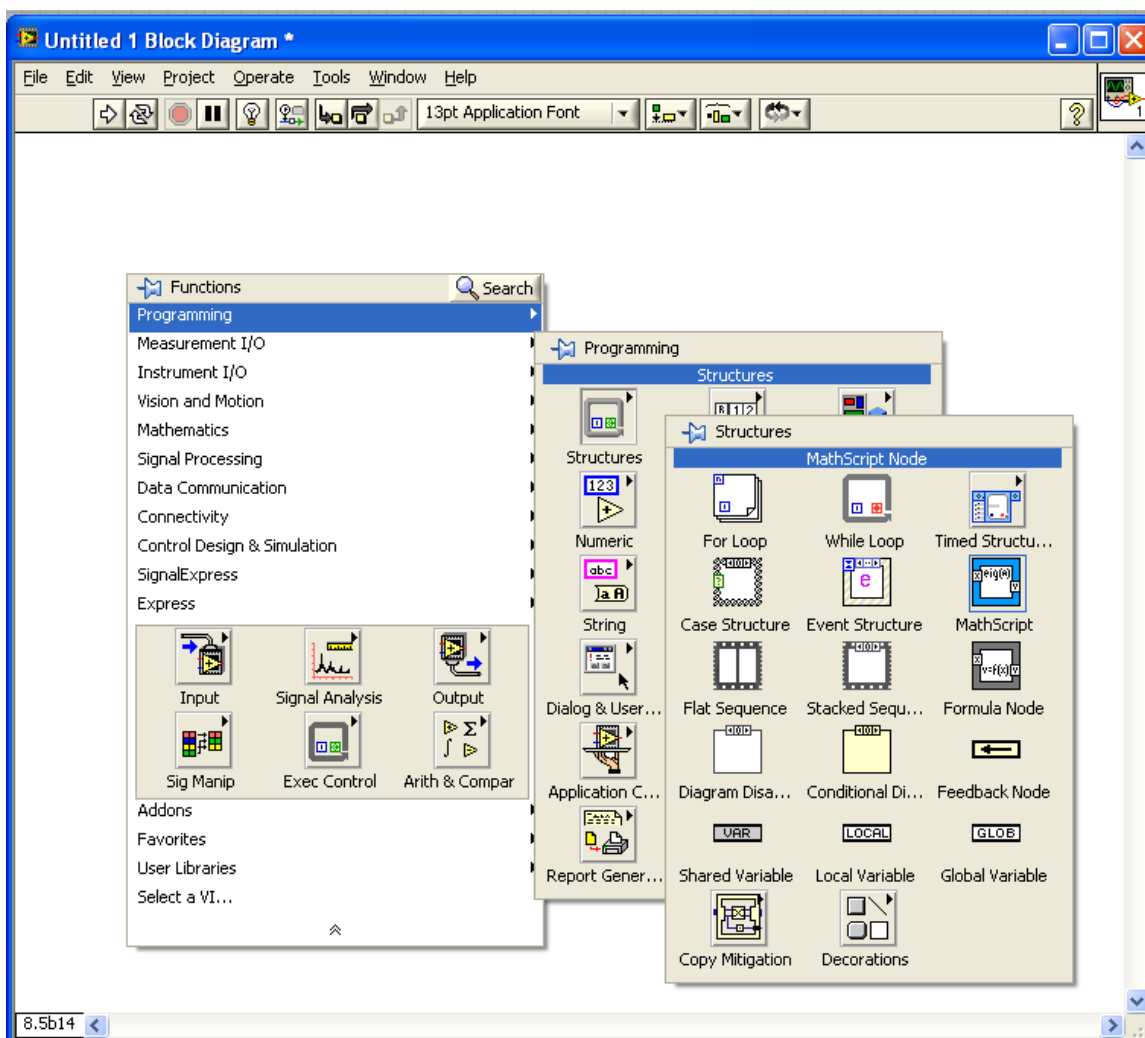 Untitled 1 Block Diagram *
File Edit View Project Operate Tools Window Help
13pt Application Font
?
1
Functions Search
Programming
Measurement I/O
Instrument I/O
Vision and Motion
Mathematics
Signal Processing
Data Communication
Connectivity
Control Design & Simulation
SignalExpress
Express
Input Signal Analysis Output
Sig Manip Exec Control Arith & Compar
Addons
Favorites
User Libraries
Select a VI...
Programming
Structures
Structures
123
Numeric
abc
a A
String
Dialog & User...
Application C...
Report Gener...
Structures
MathScript Node
For Loop While Loop Timed Structu...
eig(A)
Case Structure Event Structure MathScript
v=f(x)
Flat Sequence Stacked Sequ... Formula Node
Diagram Disa... Conditional Di... Feedback Node
VAR LOCAL GLOB
Shared Variable Local Variable Global Variable
Copy Mitigation Decorations
8.5b14